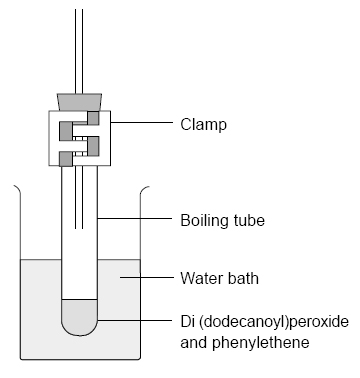 Clamp
Boiling tube
Water bath
Di (dodecanoyl)peroxide
and phenylethene